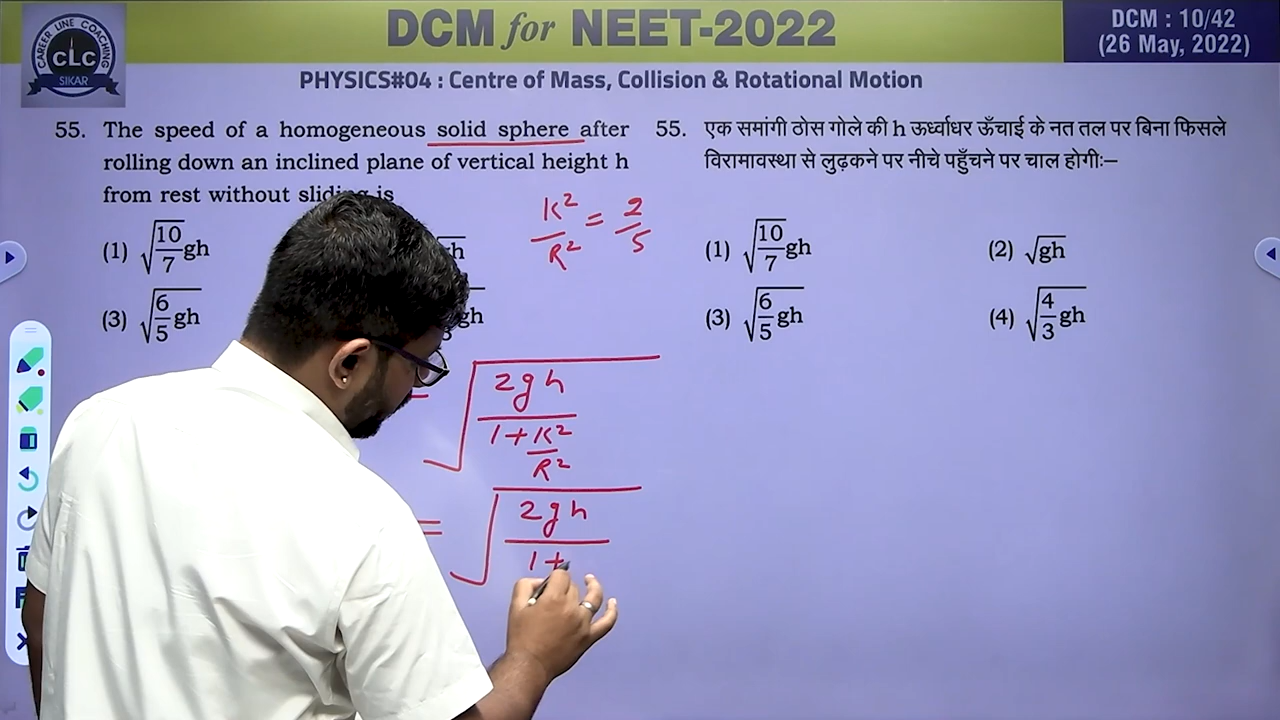 DCM for NEET-2022
DCM : 10/42
(26 May, 2022)
CAREER LINE COACHING
CLC
SIKAR
PHYSICS#04 : Centre of Mass, Collision & Rotational Motion
55. The speed of a homogeneous solid sphere after
rolling down an inclined plane of vertical height h
from rest without sliding is
(1) √10/7 gh
gh
(3) √6/5 gh
gh
K²/R² = 2/5
= √2gh/1+K²/R²
= √2gh/1+
55. एक समांगी ठोस गोले की h ऊर्ध्वाधर ऊँचाई के नत तल पर बिना फिसले
विरामावस्था से लुढ़कने पर नीचे पहुँचने पर चाल होगीः–
(1) √10/7 gh
(2) √gh
(3) √6/5 gh
(4) √4/3 gh